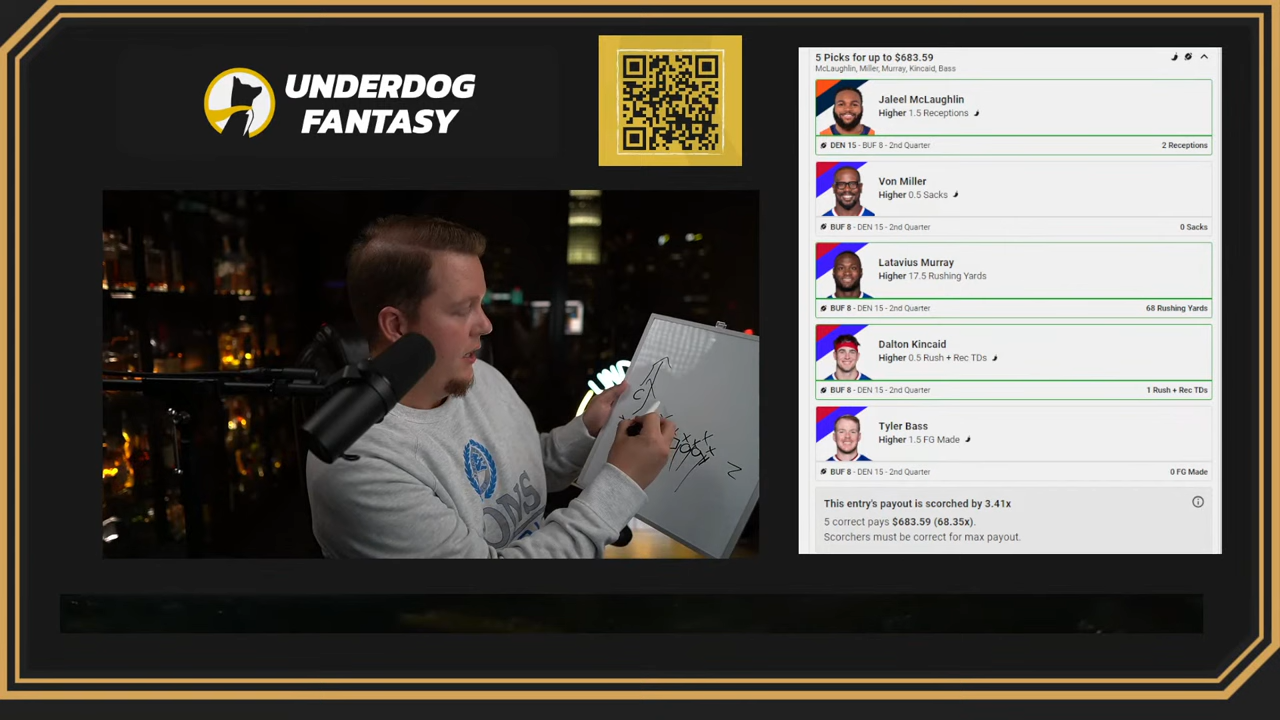 UNDERDOG
FANTASY
5 Picks for up to $683.59
McLaughlin, Miller, Murray, Kincaid, Bass
Jaleel McLaughlin
Higher 1.5 Receptions
DEN 15 - BUF 8 - 2nd Quarter 2 Receptions
Von Miller
Higher 0.5 Sacks
BUF 8 - DEN 15 - 2nd Quarter 0 Sacks
Latavius Murray
Higher 17.5 Rushing Yards
BUF 8 - DEN 15 - 2nd Quarter 68 Rushing Yards
Dalton Kincaid
Higher 0.5 Rush + Rec TDs
BUF 8 - DEN 15 - 2nd Quarter 1 Rush + Rec TDs
Tyler Bass
Higher 1.5 FG Made
BUF 8 - DEN 15 - 2nd Quarter 0 FG Made
This entry's payout is scorched by 3.41x
5 correct pays $683.59 (68.35x).
Scorchers must be correct for max payout.